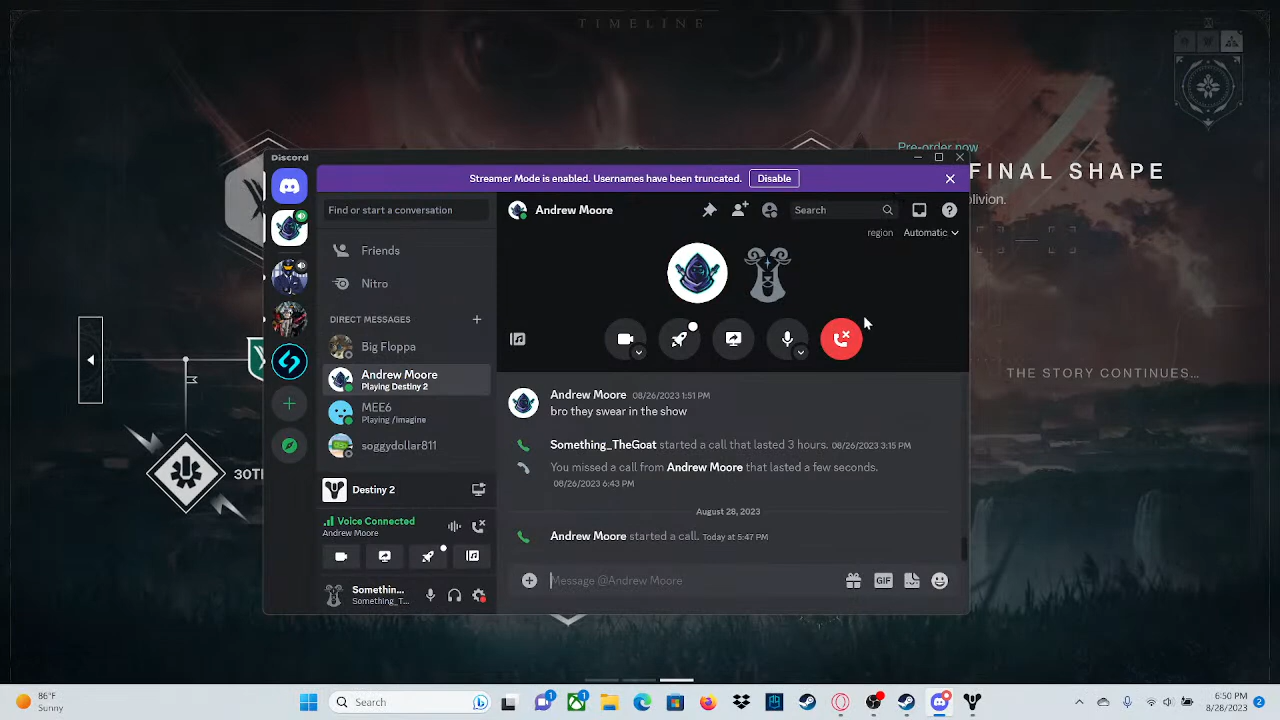 TIMELINE
Pre-order now
FINAL SHAPE
oblivion.
THE STORY CONTINUES...
30TH
Discord
Streamer Mode is enabled. Usernames have been truncated. Disable
Find or start a conversation
Friends
Nitro
DIRECT MESSAGES
Big Floppa
Andrew Moore
Playing Destiny 2
MEE6
Playing /imagine
soggydollar811
Destiny 2
Voice Connected
Andrew Moore
Somethin...
Something_T...
Andrew Moore
Search
region Automatic
Andrew Moore 08/26/2023 1:51 PM
bro they swear in the show
Something_TheGoat started a call that lasted 3 hours. 08/26/2023 3:15 PM
You missed a call from Andrew Moore that lasted a few seconds.
08/26/2023 6:43 PM
August 28, 2023
Andrew Moore started a call. Today at 5:47 PM
Message @Andrew Moore
GIF
86°F
Sunny
Search
1
1
6:50 PM
8/28/2023
2